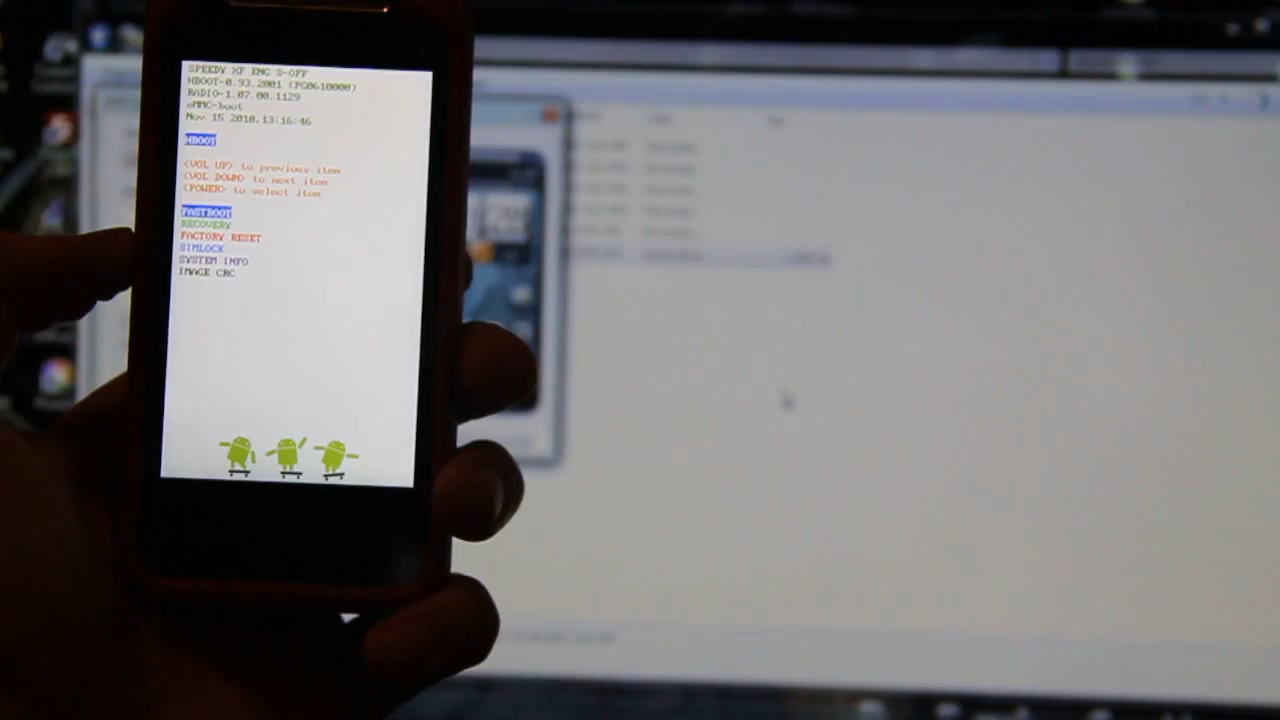 SPEEDY XF ENG S-OFF
HBOOT-0.93.2001 (PG0610000)
RADIO-1.07.00.1129
eMMC-boot
Nov 15 2010,13:16:46
HBOOT
<VOL UP> to previous item
<VOL DOWN> to next item
<POWER> to select item
FASTBOOT
RECOVERY
FACTORY RESET
SIMLOCK
SYSTEM INFO
IMAGE CRC